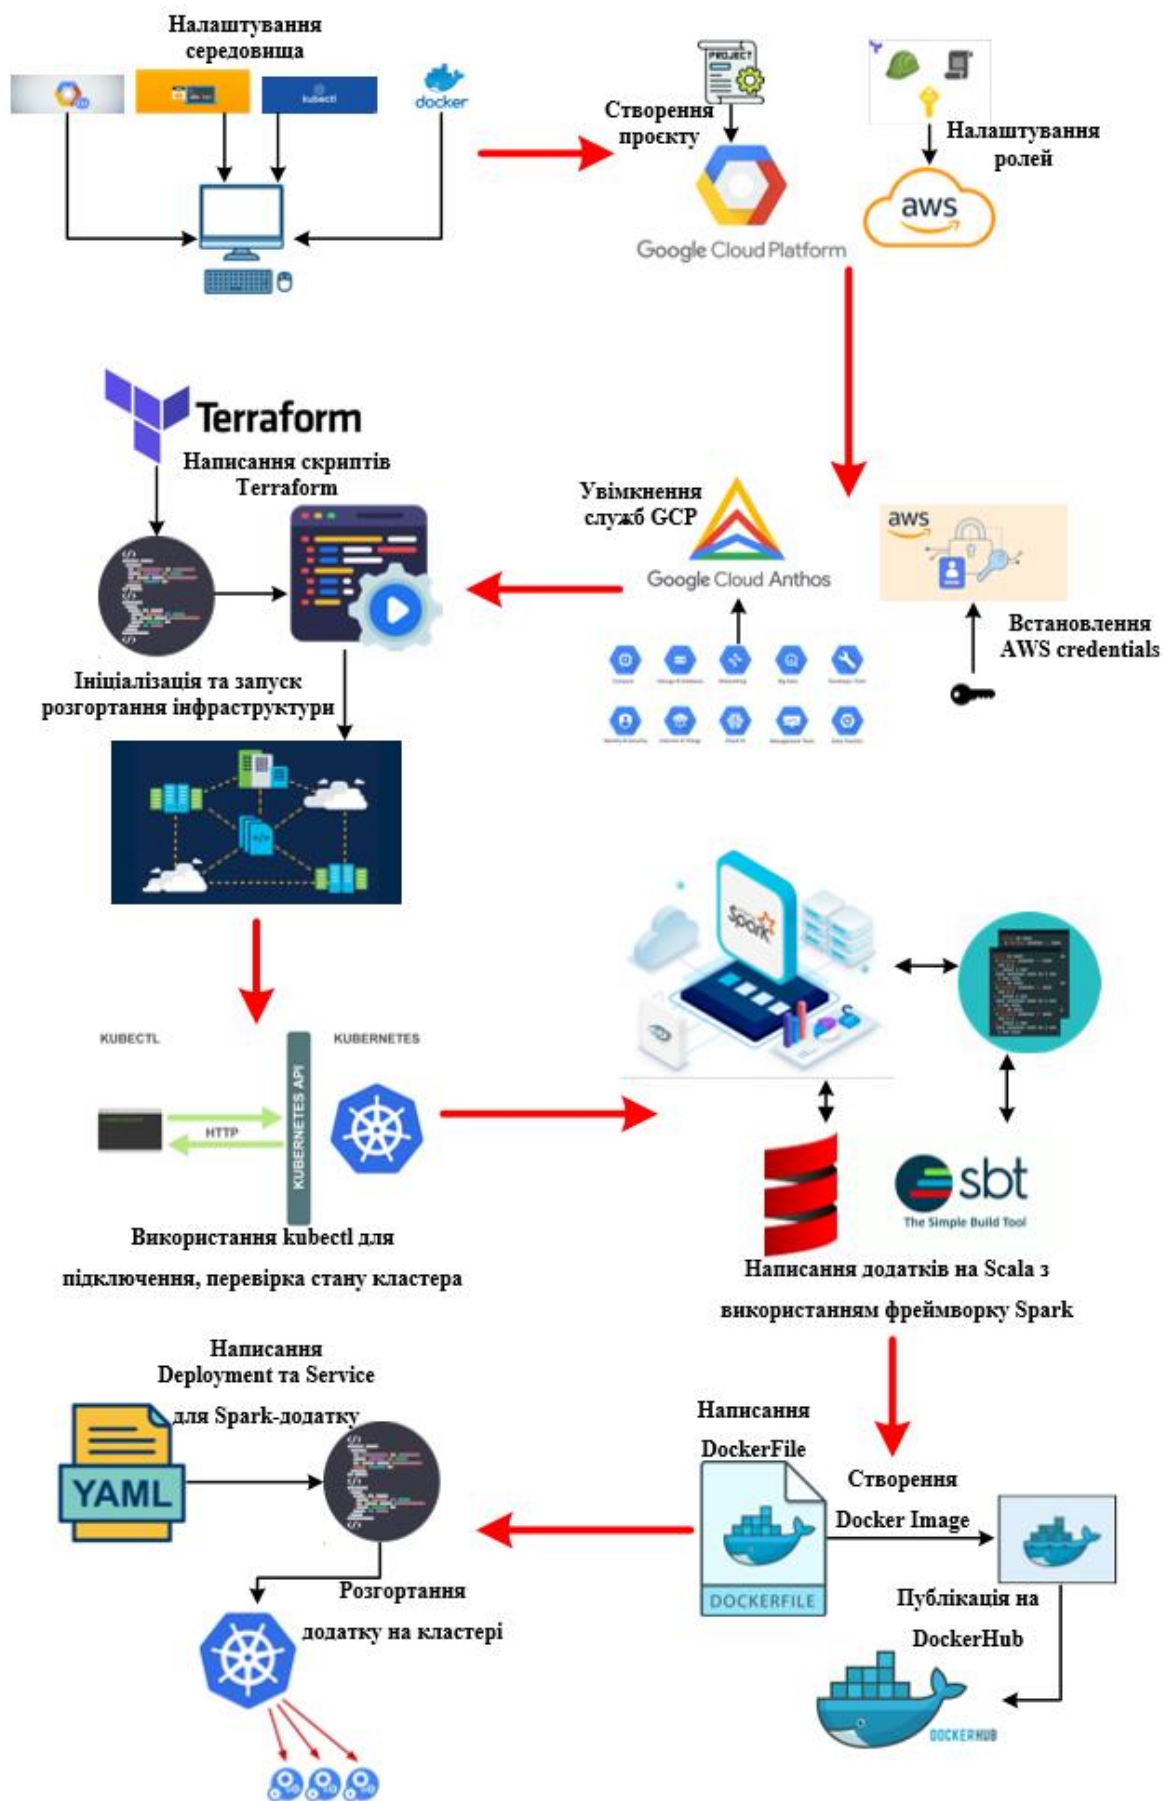 Налаштування
середовища
kubectl
docker
PROJECT
Створення
проєкту
Google Cloud Platform
Налаштування
ролей
aws
Terraform
Написання скриптів
Terraform
Ініціалізація та запуск
розгортання інфраструктури
Увімкнення
служб GCP
Google Cloud Anthos
aws
Встановлення
AWS credentials
KUBECTL
HTTP
KUBERNETES API
KUBERNETES
Використання kubectl для
підключення, перевірка стану кластера
Spark
sbt
The Simple Build Tool
Написання додатків на Scala з
використанням фреймворку Spark
Написання
Deployment та Service
для Spark-додатку
YAML
Розгортання
додатку на кластері
Написання
DockerFile
DOCKERFILE
Створення
Docker Image
Публікація на
DockerHub
DOCKERHUB